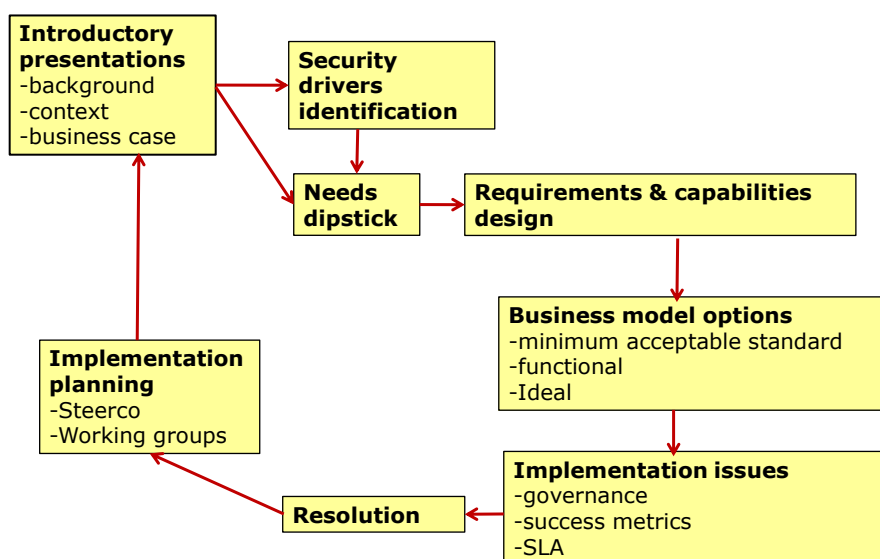 Introductory
presentations
-background
-context
-business case
Security
drivers
identification
Needs
dipstick
Requirements & capabilities
design
Business model options
-minimum acceptable standard
-functional
-Ideal
Implementation issues
-governance
-success metrics
-SLA
Resolution
Implementation
planning
-Steerco
-Working groups